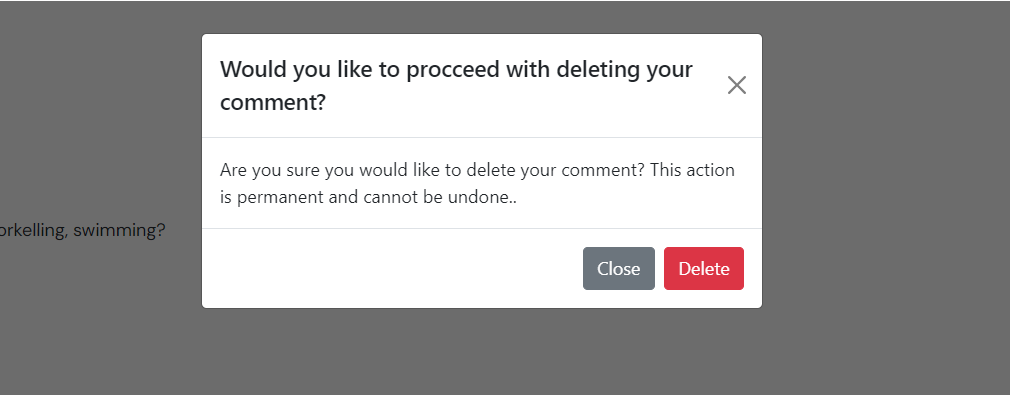 Would you like to procceed with deleting your
comment?
Are you sure you would like to delete your comment? This action
is permanent and cannot be undone..
orkelling, swimming?
Close
Delete